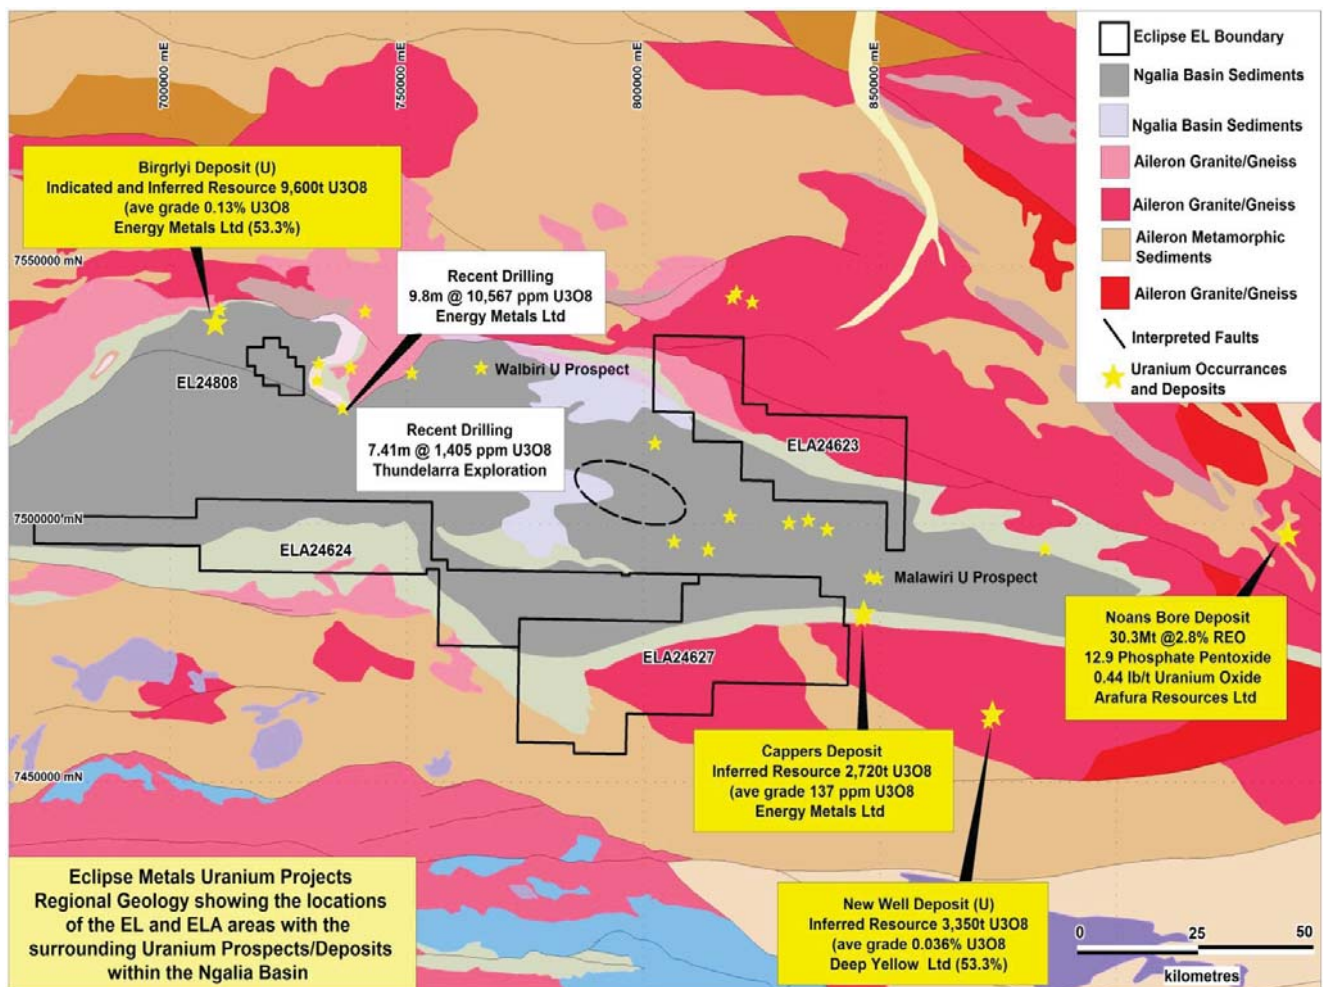 700000 mE
750000 mE
800000 mE
850000 mE
Eclipse EL Boundary
Ngalia Basin Sediments
Ngalia Basin Sediments
Aileron Granite/Gneiss
Aileron Granite/Gneiss
Aileron Metamorphic
Sediments
Aileron Granite/Gneiss
Interpreted Faults
Uranium Occurrances
and Deposits
Birgrlyi Deposit (U)
Indicated and Inferred Resource 9,600t U3O8
(ave grade 0.13% U3O8
Energy Metals Ltd (53.3%)
7550000 mN
Recent Drilling
9.8m @ 10,567 ppm U3O8
Energy Metals Ltd
EL24808
Walbiri U Prospect
Recent Drilling
7.41m @ 1,405 ppm U3O8
Thundelarra Exploration
ELA24623
7500000 mN
ELA24624
Malawiri U Prospect
ELA24627
Noans Bore Deposit
30.3Mt @2.8% REO
12.9 Phosphate Pentoxide
0.44 lb/t Uranium Oxide
Arafura Resources Ltd
Cappers Deposit
Inferred Resource 2,720t U3O8
(ave grade 137 ppm U3O8
Energy Metals Ltd
7450000 mN
Eclipse Metals Uranium Projects
Regional Geology showing the locations
of the EL and ELA areas with the
surrounding Uranium Prospects/Deposits
within the Ngalia Basin
New Well Deposit (U)
Inferred Resource 3,350t U3O8
(ave grade 0.036% U3O8
Deep Yellow Ltd (53.3%)
0 25 50
kilometres